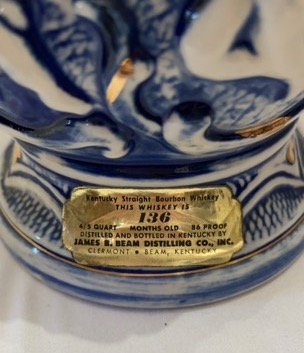 Kentucky Straight Bourbon Whiskey
THIS WHISKEY IS
136
4/5 QUART MONTHS OLD 86 PROOF
DISTILLED AND BOTTLED IN KENTUCKY BY
JAMES B. BEAM DISTILLING CO., INC.
CLERMONT • BEAM, KENTUCKY